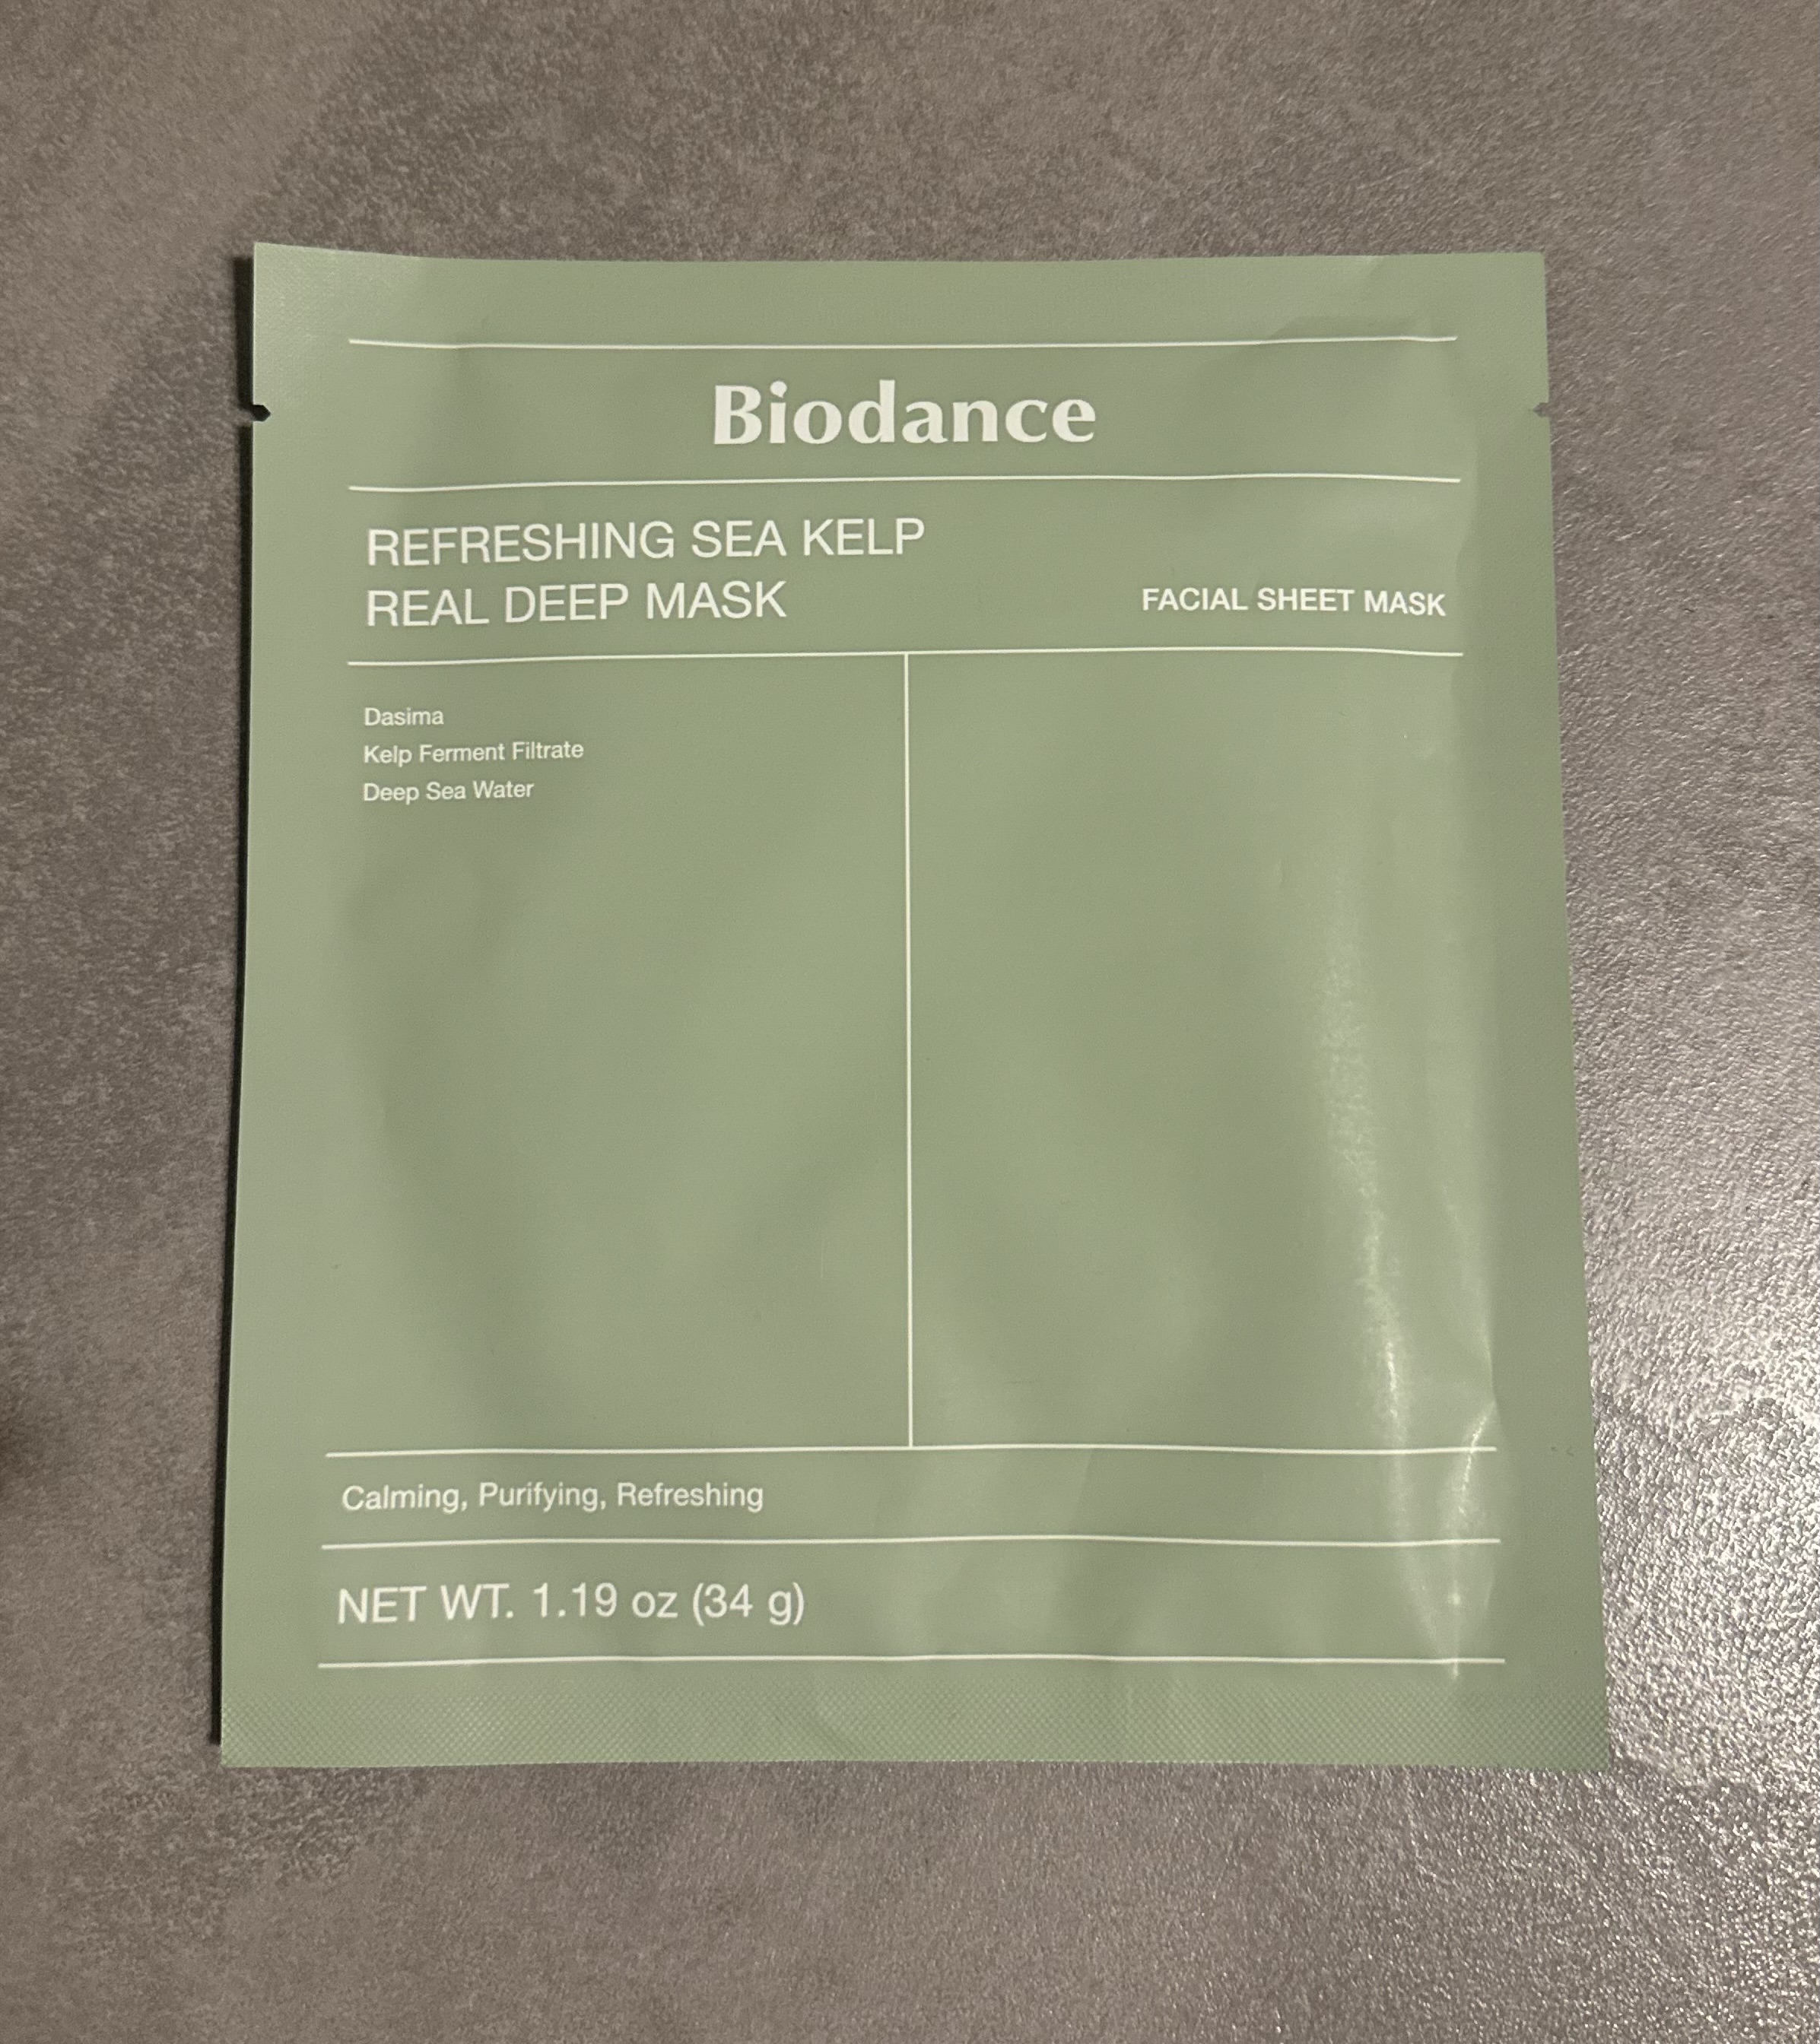 Biodance
REFRESHING SEA KELP
REAL DEEP MASK
FACIAL SHEET MASK
Dasima
Kelp Ferment Filtrate
Deep Sea Water
Calming, Purifying, Refreshing
NET WT. 1.19 oz (34 g)